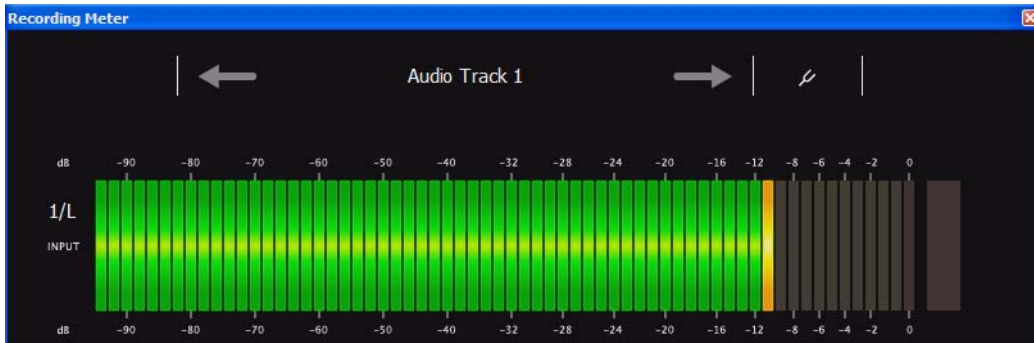 Recording Meter
Audio Track 1
dB -90 -80 -70 -60 -50 -40 -32 -28 -24 -20 -16 -12 -8 -6 -4 -2 0
1/L
INPUT
dB -90 -80 -70 -60 -50 -40 -32 -28 -24 -20 -16 -12 -8 -6 -4 -2 0